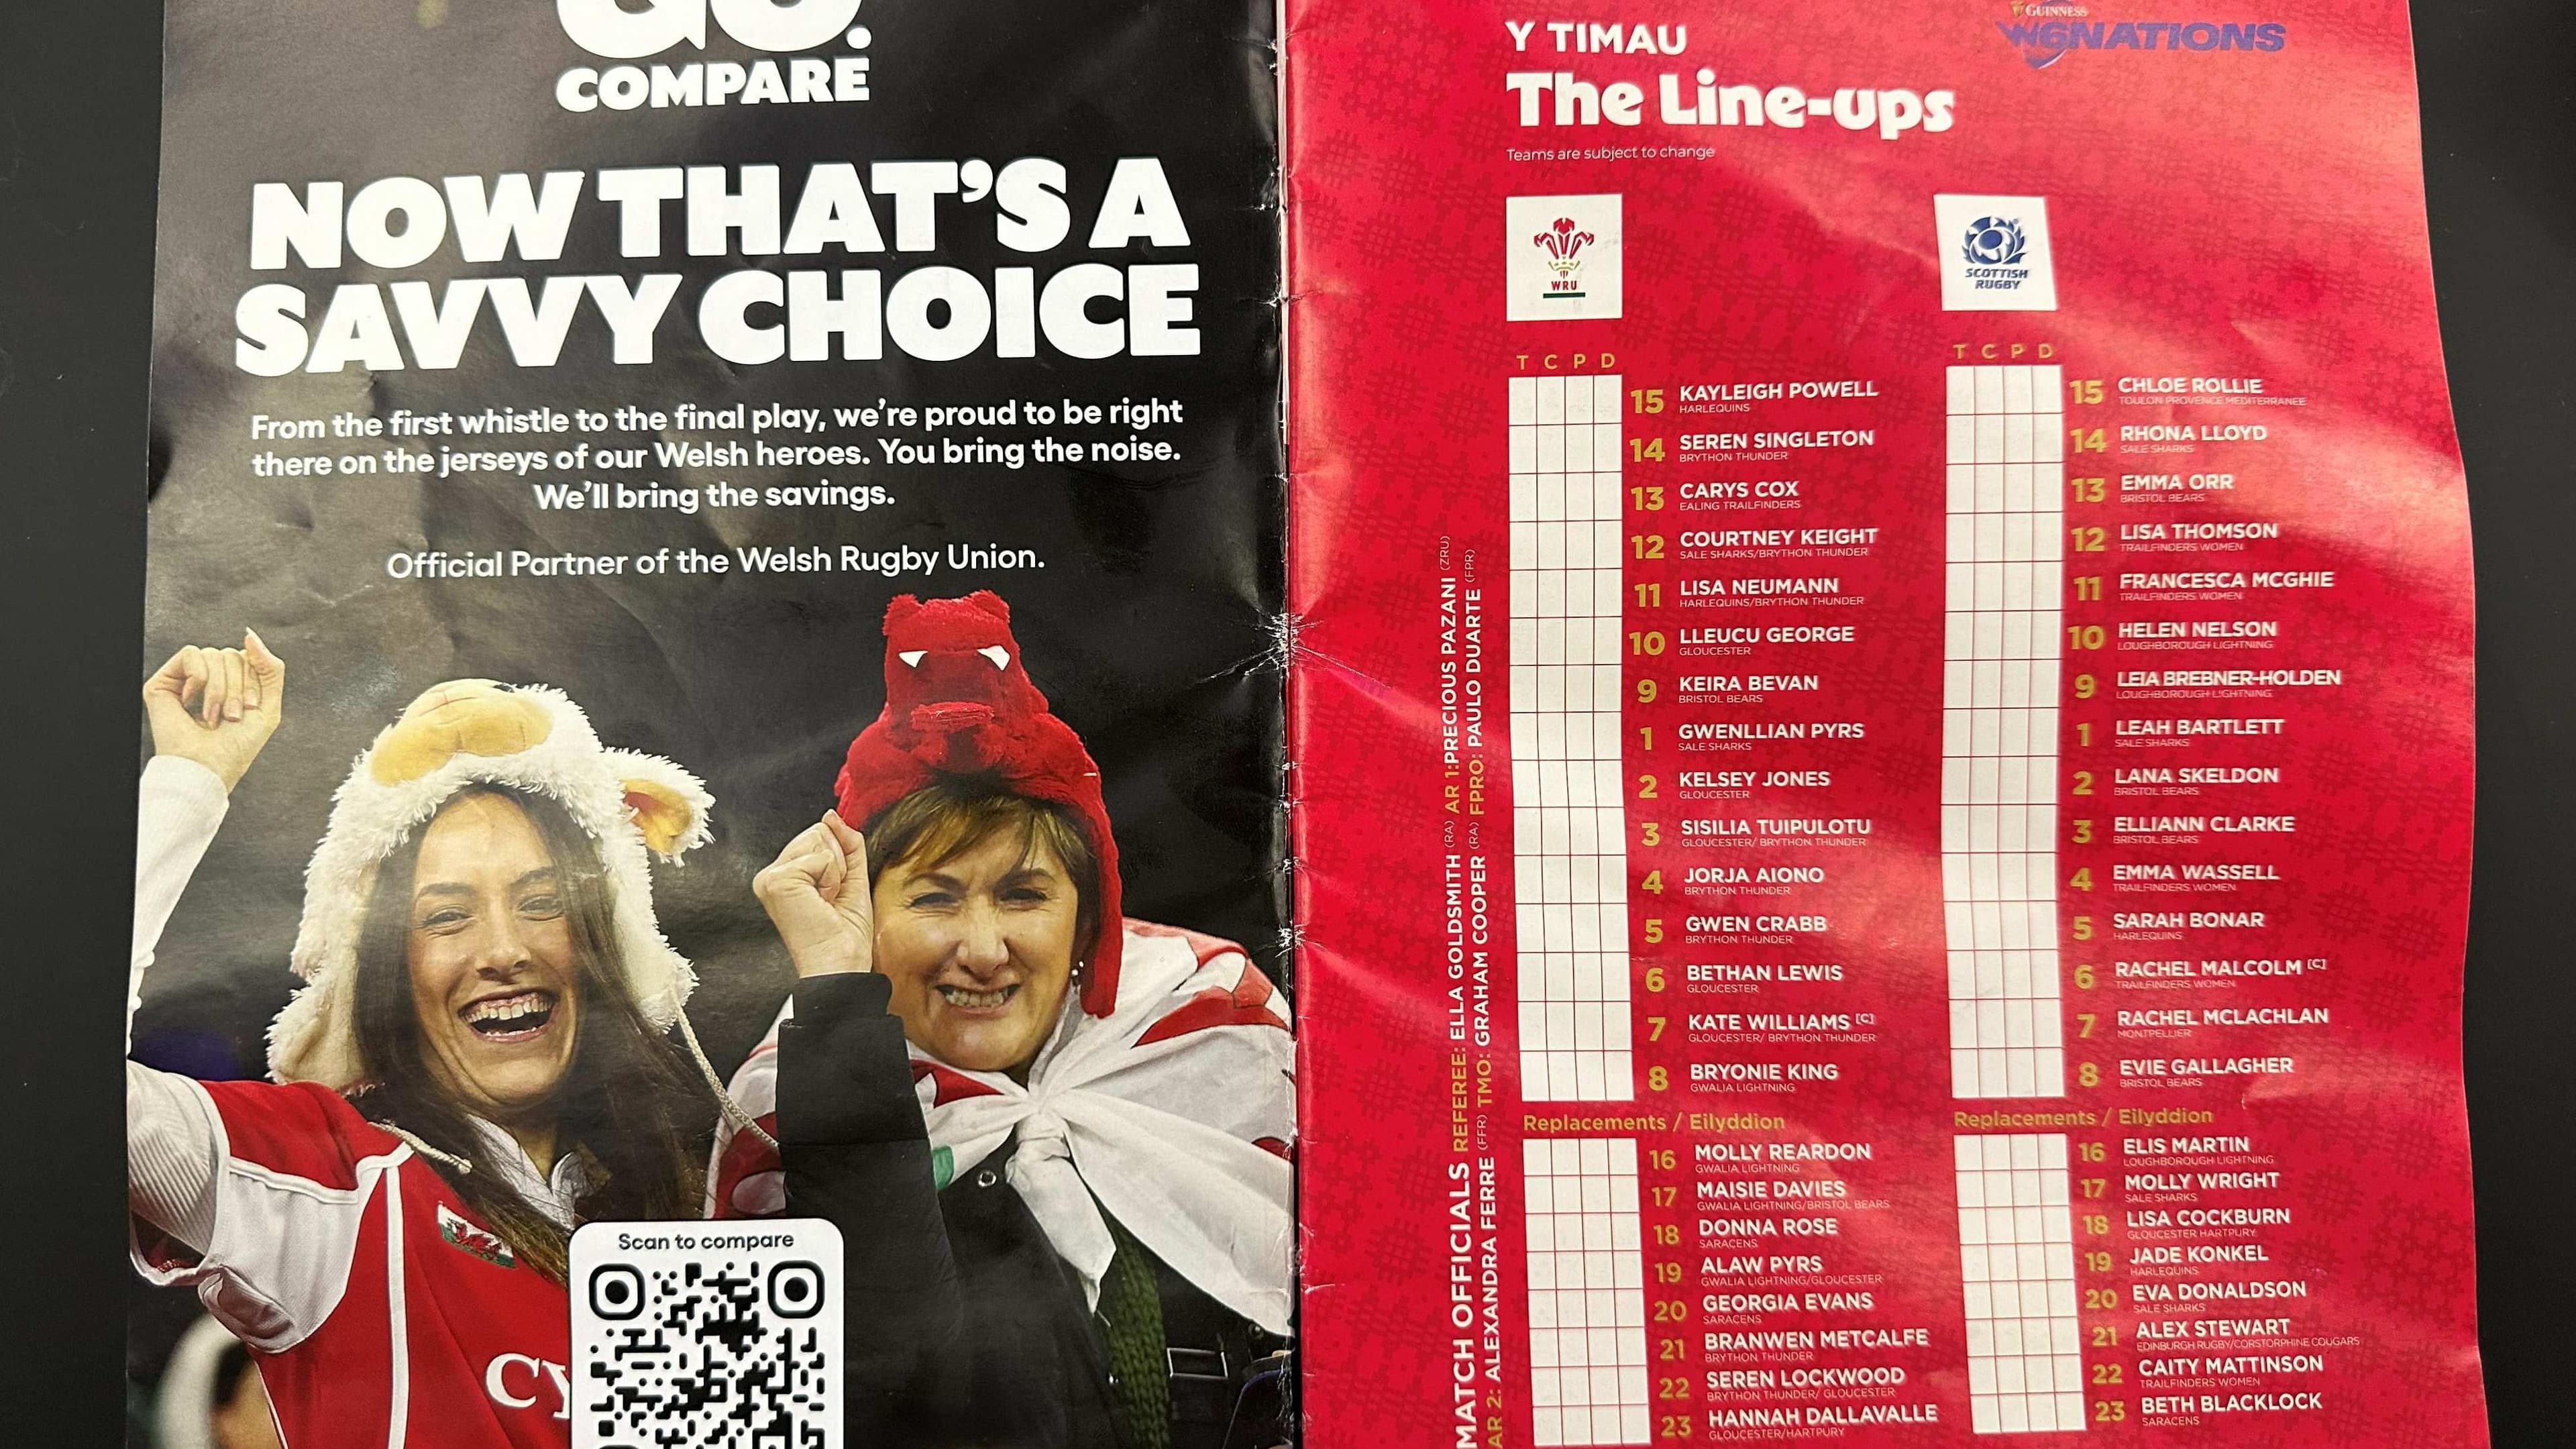 GO.
COMPARE
NOW THAT'S A
SAVVY CHOICE
From the first whistle to the final play, we're proud to be right
there on the jerseys of our Welsh heroes. You bring the noise.
We'll bring the savings.
Official Partner of the Welsh Rugby Union.
CY
Scan to compare
MATCH OFFICIALS REFEREE: ELLA GOLDSMITH (RA) AR 1:PRECIOUS PAZANI (ZRU)
AR 2: ALEXANDRA FERRE (FFR) TMO: GRAHAM COOPER (RA) FPRO: PAULO DUARTE (FPR)
Y TIMAU
The Line-ups
Teams are subject to change
GUINNESS
W6NATIONS
WRU
T C P D
15 KAYLEIGH POWELL
HARLEQUINS
14 SEREN SINGLETON
BRYTHON THUNDER
13 CARYS COX
EALING TRAILFINDERS
12 COURTNEY KEIGHT
SALE SHARKS/BRYTHON THUNDER
11 LISA NEUMANN
HARLEQUINS/BRYTHON THUNDER
10 LLEUCU GEORGE
GLOUCESTER
9 KEIRA BEVAN
BRISTOL BEARS
1 GWENLLIAN PYRS
SALE SHARKS
2 KELSEY JONES
GLOUCESTER
3 SISILIA TUIPULOTU
GLOUCESTER/ BRYTHON THUNDER
4 JORJA AIONO
BRYTHON THUNDER
5 GWEN CRABB
BRYTHON THUNDER
6 BETHAN LEWIS
GLOUCESTER
7 KATE WILLIAMS [C]
GLOUCESTER/ BRYTHON THUNDER
8 BRYONIE KING
GWALIA LIGHTNING
Replacements / Eilyddion
16 MOLLY REARDON
GWALIA LIGHTNING
17 MAISIE DAVIES
GWALIA LIGHTNING/BRISTOL BEARS
18 DONNA ROSE
SARACENS
19 ALAW PYRS
GWALIA LIGHTNING/GLOUCESTER
20 GEORGIA EVANS
SARACENS
21 BRANWEN METCALFE
BRYTHON THUNDER
22 SEREN LOCKWOOD
BRYTHON THUNDER/ GLOUCESTER
23 HANNAH DALLAVALLE
GLOUCESTER/HARTPURY
SCOTTISH
RUGBY
T C P D
15 CHLOE ROLLIE
TOULON PROVENCE MEDITERRANEE
14 RHONA LLOYD
SALE SHARKS
13 EMMA ORR
BRISTOL BEARS
12 LISA THOMSON
TRAILFINDERS WOMEN
11 FRANCESCA MCGHIE
TRAILFINDERS WOMEN
10 HELEN NELSON
LOUGHBOROUGH LIGHTNING
9 LEIA BREBNER-HOLDEN
LOUGHBOROUGH LIGHTNING
1 LEAH BARTLETT
SALE SHARKS
2 LANA SKELDON
BRISTOL BEARS
3 ELLIANN CLARKE
BRISTOL BEARS
4 EMMA WASSELL
TRAILFINDERS WOMEN
5 SARAH BONAR
HARLEQUINS
6 RACHEL MALCOLM [C]
TRAILFINDERS WOMEN
7 RACHEL MCLACHLAN
MONTPELLIER
8 EVIE GALLAGHER
BRISTOL BEARS
Replacements / Eilyddion
16 ELIS MARTIN
LOUGHBOROUGH LIGHTNING
17 MOLLY WRIGHT
SALE SHARKS
18 LISA COCKBURN
GLOUCESTER HARTPURY
19 JADE KONKEL
HARLEQUINS
20 EVA DONALDSON
SALE SHARKS
21 ALEX STEWART
EDINBURGH RUGBY/CORSTORPHINE COUGARS
22 CAITY MATTINSON
TRAILFINDERS WOMEN
23 BETH BLACKLOCK
SARACENS